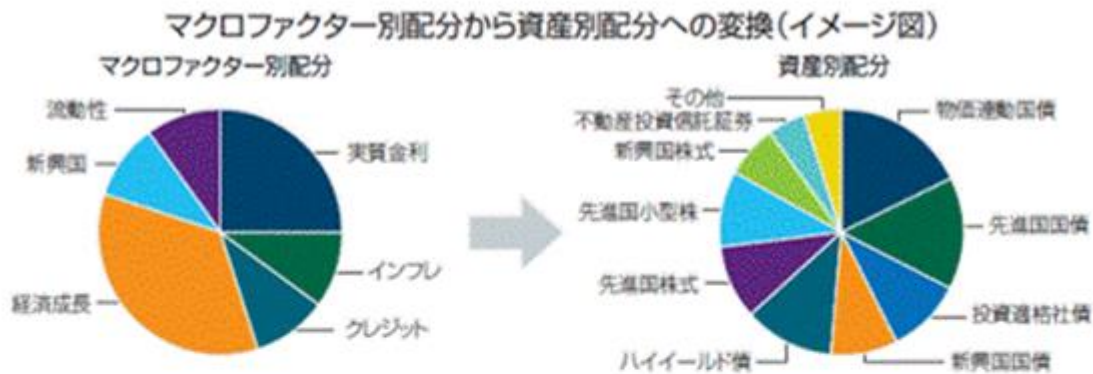 マクロファクター別配分から資産別配分への変換(イメージ図)
マクロファクター別配分
流動性
新興国
経済成長
実質金利
インフレ
クレジット
資産別配分
その他
不動産投資信託証券
新興国株式
先進国小型株
先進国株式
ハイイールド債
物価連動国債
先進国国債
投資適格社債
新興国国債